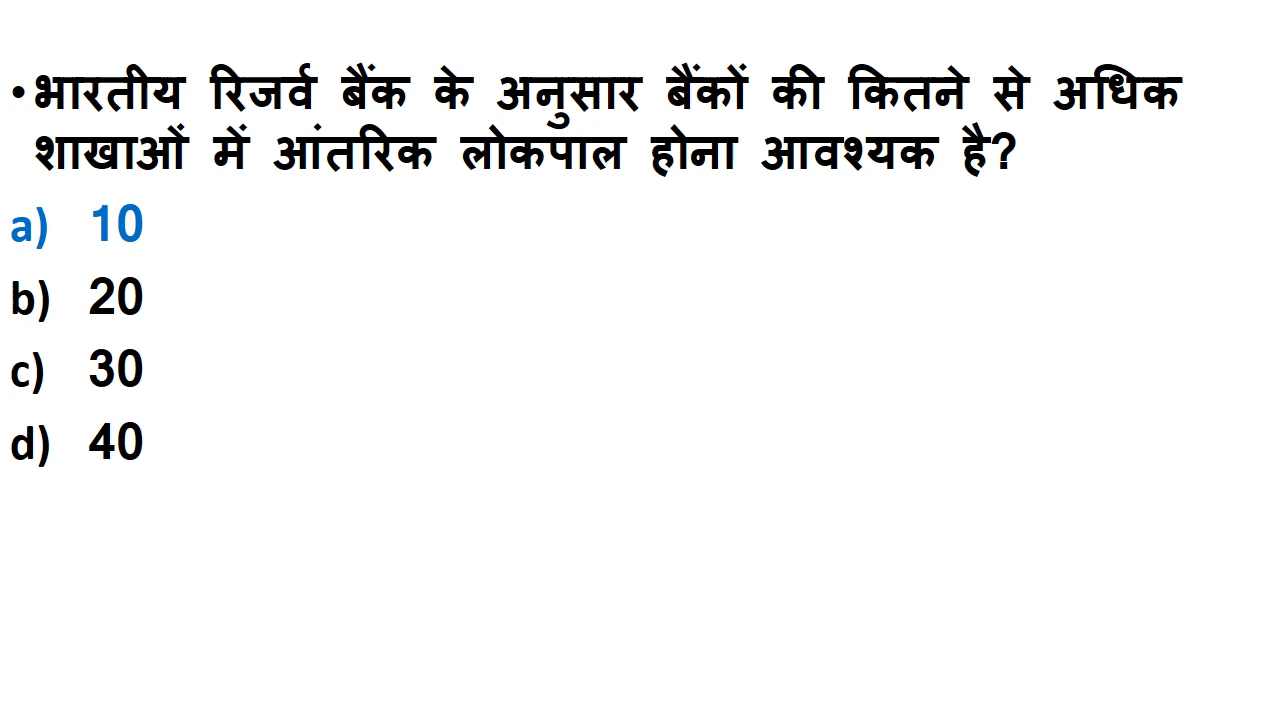 •भारतीय रिजर्व बैंक के अनुसार बैंकों की कितने से अधिक
शाखाओं में आंतरिक लोकपाल होना आवश्यक है?
a) 10
b) 20
c) 30
d) 40